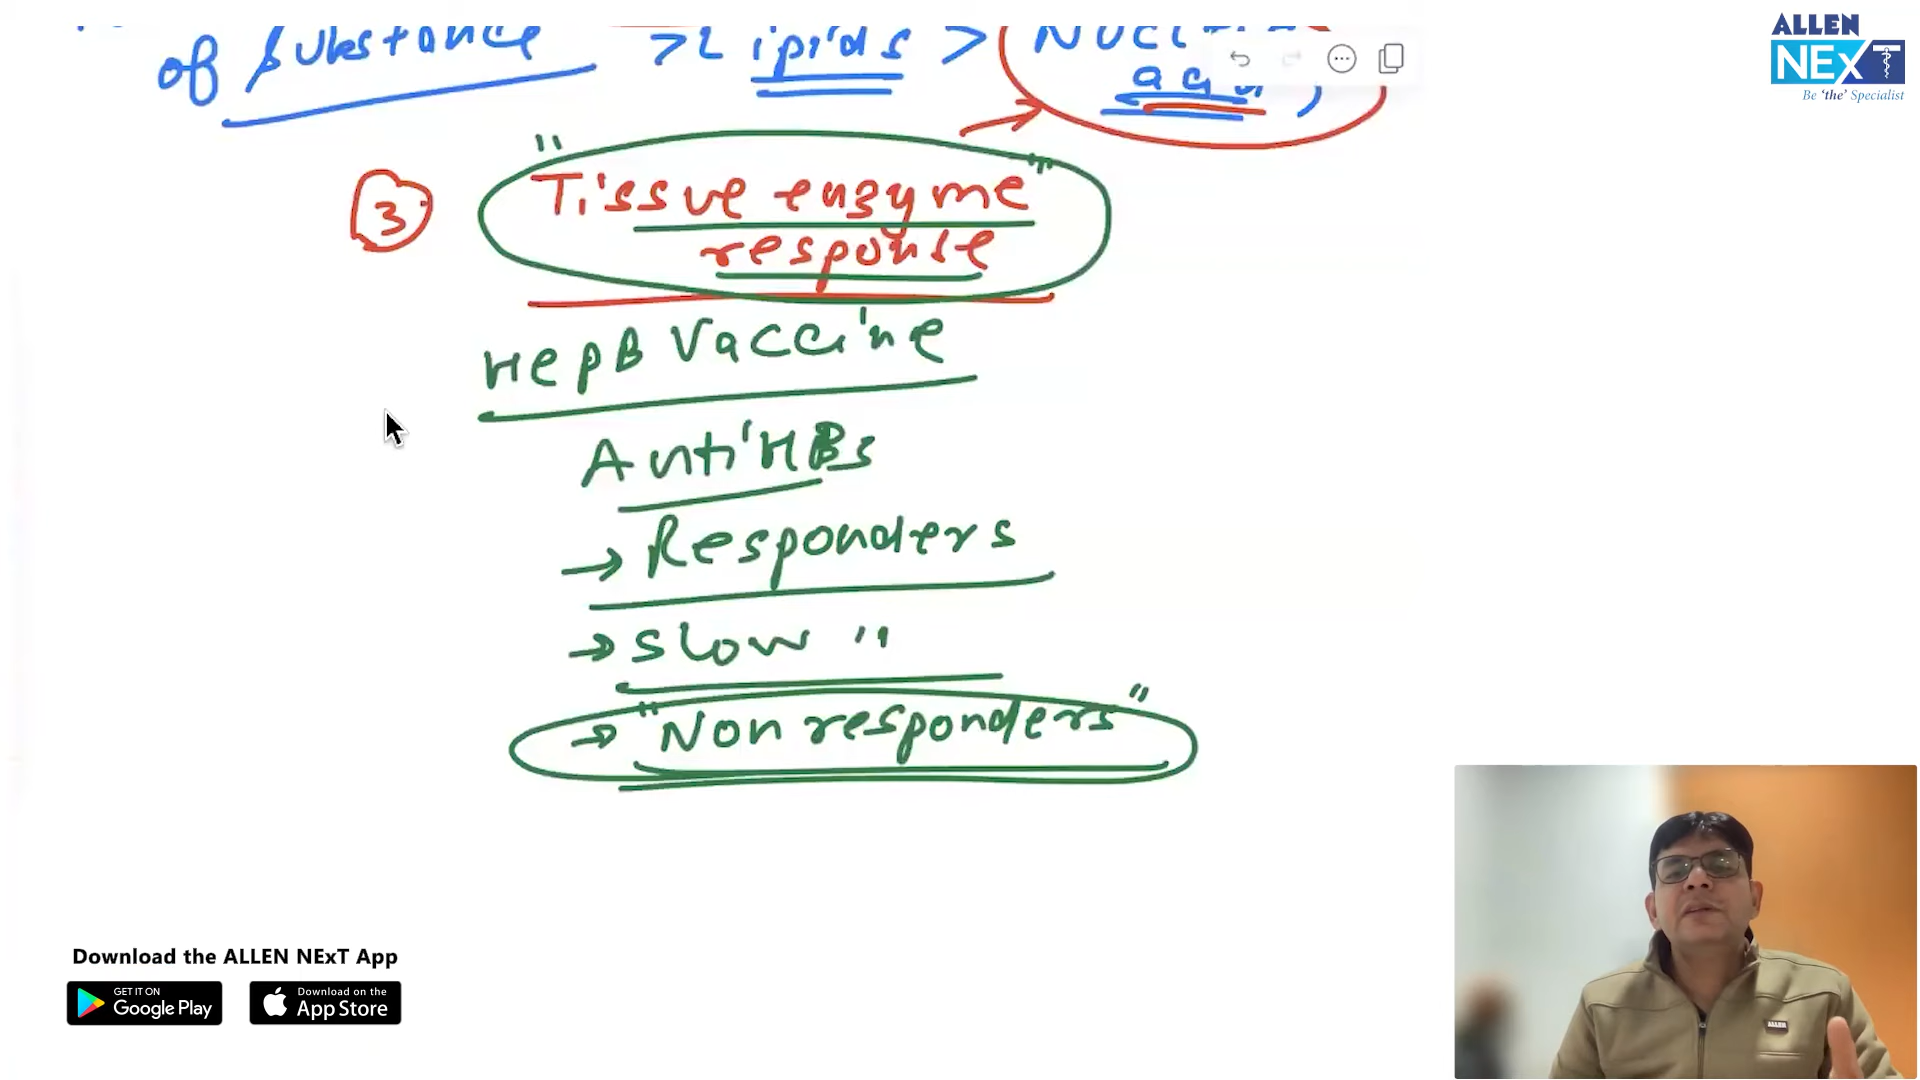 of substance > Lipids >
ALLEN
NExT
Be 'the' Specialist
3
"Tissue enzyme"
response
HepB Vaccine
Anti HBs
→ Responders
→ Slow "
→ "Non responders"
Download the ALLEN NExT App
GET IT ON
Google Play
Download on the
App Store
ALLEN